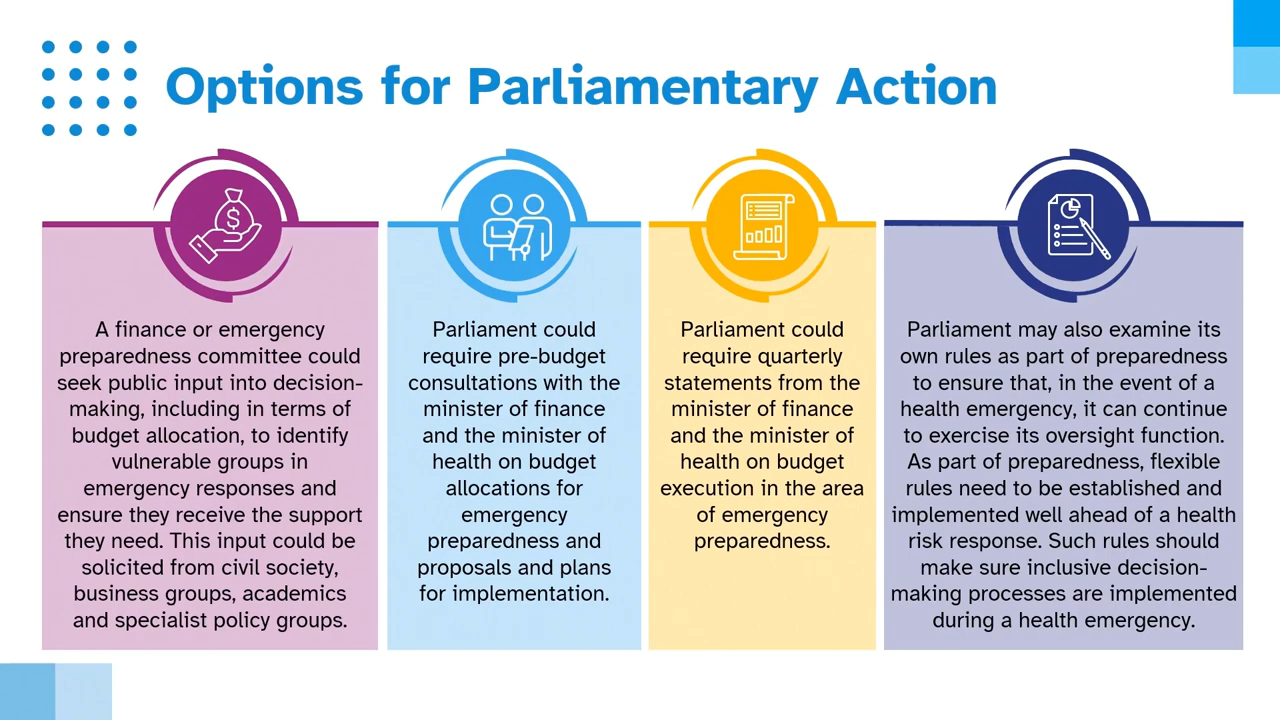 Options for Parliamentary Action
A finance or emergency
preparedness committee could
seek public input into decision-
making, including in terms of
budget allocation, to identify
vulnerable groups in
emergency responses and
ensure they receive the support
they need. This input could be
solicited from civil society,
business groups, academics
and specialist policy groups.
Parliament could
require pre-budget
consultations with the
minister of finance
and the minister of
health on budget
allocations for
emergency
preparedness and
proposals and plans
for implementation.
Parliament could
require quarterly
statements from the
minister of finance
and the minister of
health on budget
execution in the area
of emergency
preparedness.
Parliament may also examine its
own rules as part of preparedness
to ensure that, in the event of a
health emergency, it can continue
to exercise its oversight function.
As part of preparedness, flexible
rules need to be established and
implemented well ahead of a health
risk response. Such rules should
make sure inclusive decision-
making processes are implemented
during a health emergency.